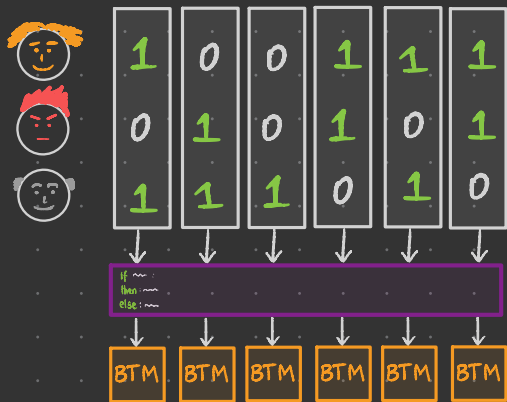 1 0 0 1 1 1
0 1 0 1 0 1
1 1 1 0 1 0
if :
then :
else :
BTM BTM BTM BTM BTM BTM